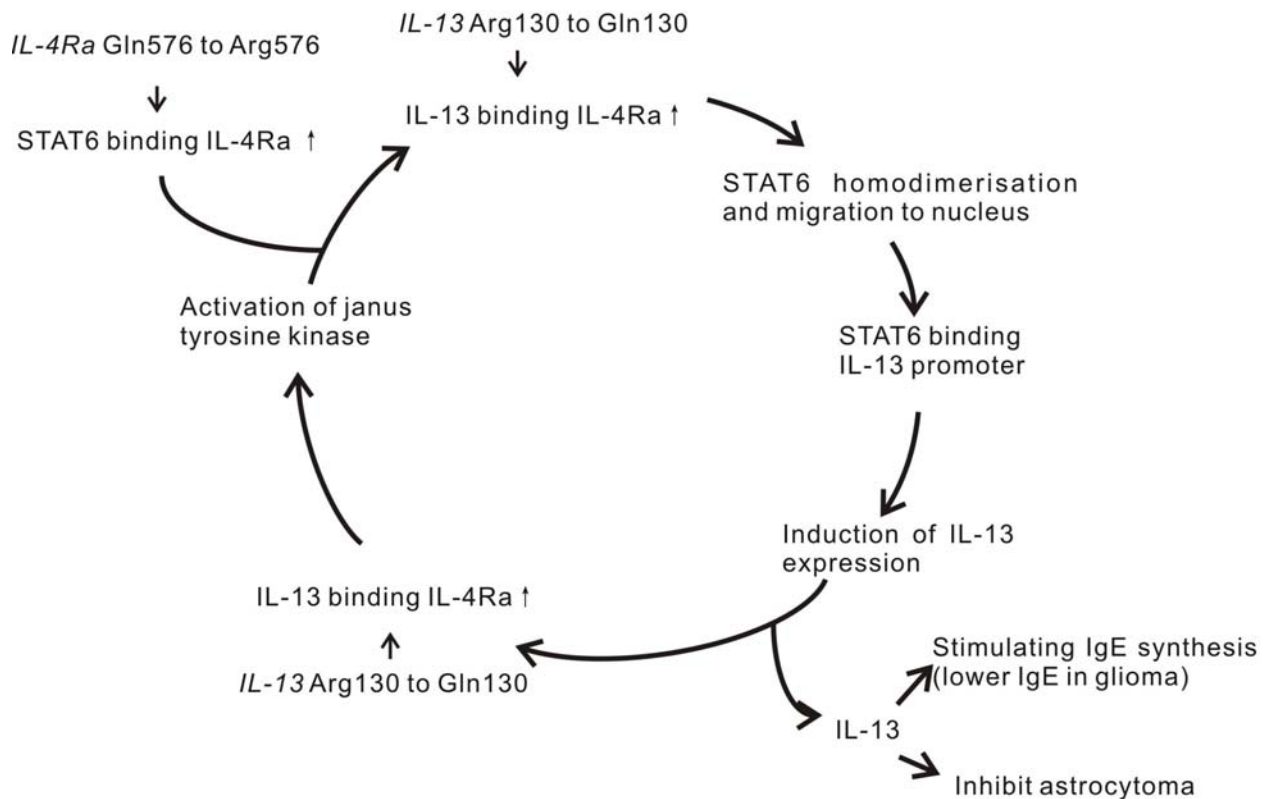 IL-4Ra Gln576 to Arg576
STAT6 binding IL-4Ra ↑
IL-13 Arg130 to Gln130
IL-13 binding IL-4Ra ↑
STAT6 homodimerisation
and migration to nucleus
Activation of janus
tyrosine kinase
STAT6 binding
IL-13 promoter
Induction of IL-13
expression
IL-13 binding IL-4Ra ↑
IL-13 Arg130 to Gln130
Stimulating IgE synthesis
(lower IgE in glioma)
IL-13
Inhibit astrocytoma